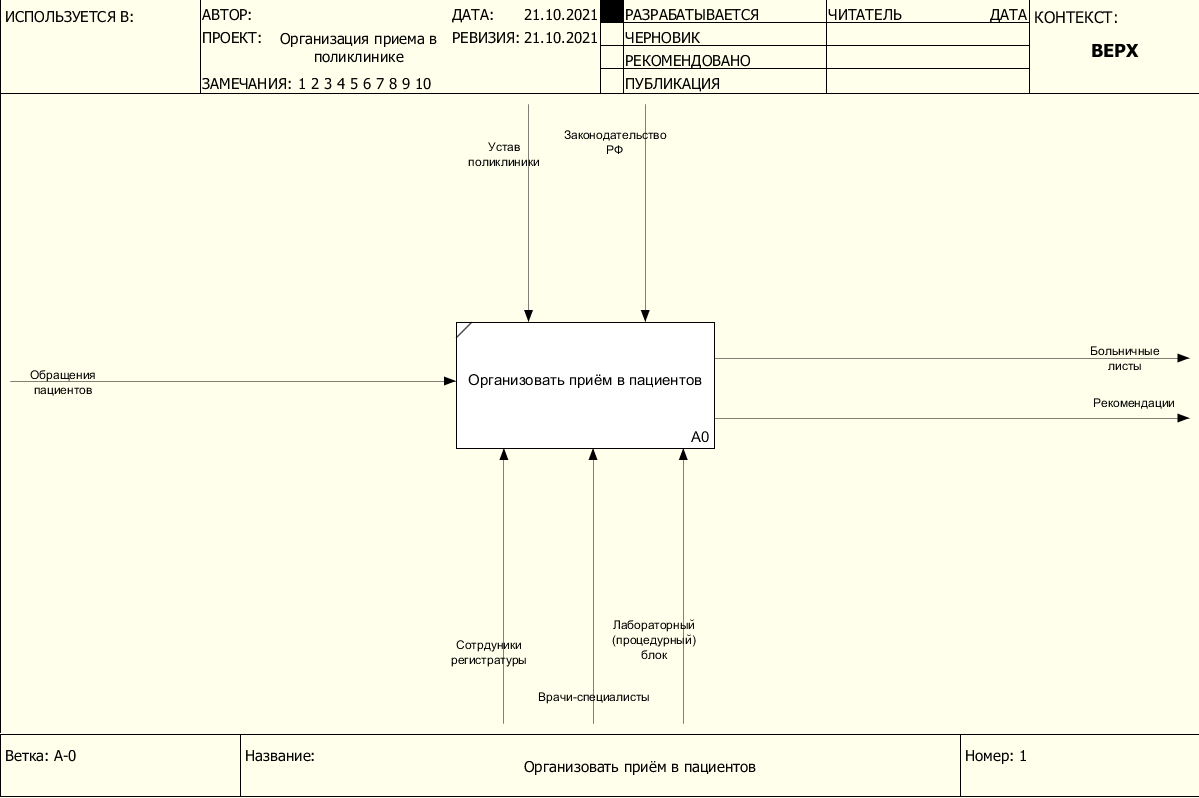 ИСПОЛЬЗУЕТСЯ В:
АВТОР:
ДАТА: 21.10.2021
ПРОЕКТ: Организация приема в
поликлинике
РЕВИЗИЯ: 21.10.2021
ЗАМЕЧАНИЯ: 1 2 3 4 5 6 7 8 9 10
РАЗРАБАТЫВАЕТСЯ
ЧЕРНОВИК
РЕКОМЕНДОВАНО
ПУБЛИКАЦИЯ
ЧИТАТЕЛЬ ДАТА
КОНТЕКСТ:
ВЕРХ
Устав
поликлиники
Законодательство
РФ
Обращения
пациентов
Организовать приём в пациентов
A0
Больничные
листы
Рекомендации
Сотрдуники
регистратуры
Врачи-специалисты
Лабораторный
(процедурный)
блок
Ветка: A-0
Название:
Организовать приём в пациентов
Номер: 1